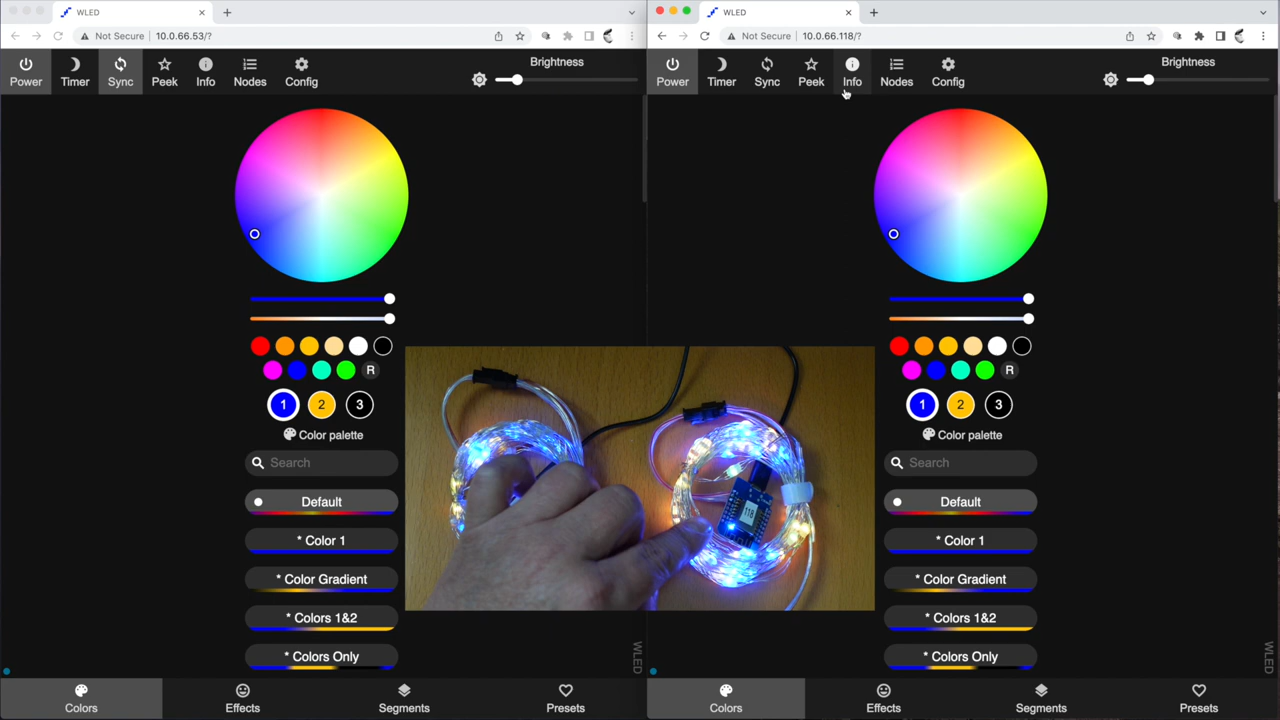 WLED
Not Secure
10.0.66.53/?
Power
Timer
Sync
Peek
Info
Nodes
Config
Brightness
R
1
2
3
Color palette
Search
Default
* Color 1
* Color Gradient
* Colors 1&2
* Colors Only
WLED
Colors
Effects
Segments
Presets
WLED
Not Secure
10.0.66.118/?
Power
Timer
Sync
Peek
Info
Nodes
Config
Brightness
R
1
2
3
Color palette
Search
Default
* Color 1
* Color Gradient
* Colors 1&2
* Colors Only
WLED
Colors
Effects
Segments
Presets
118